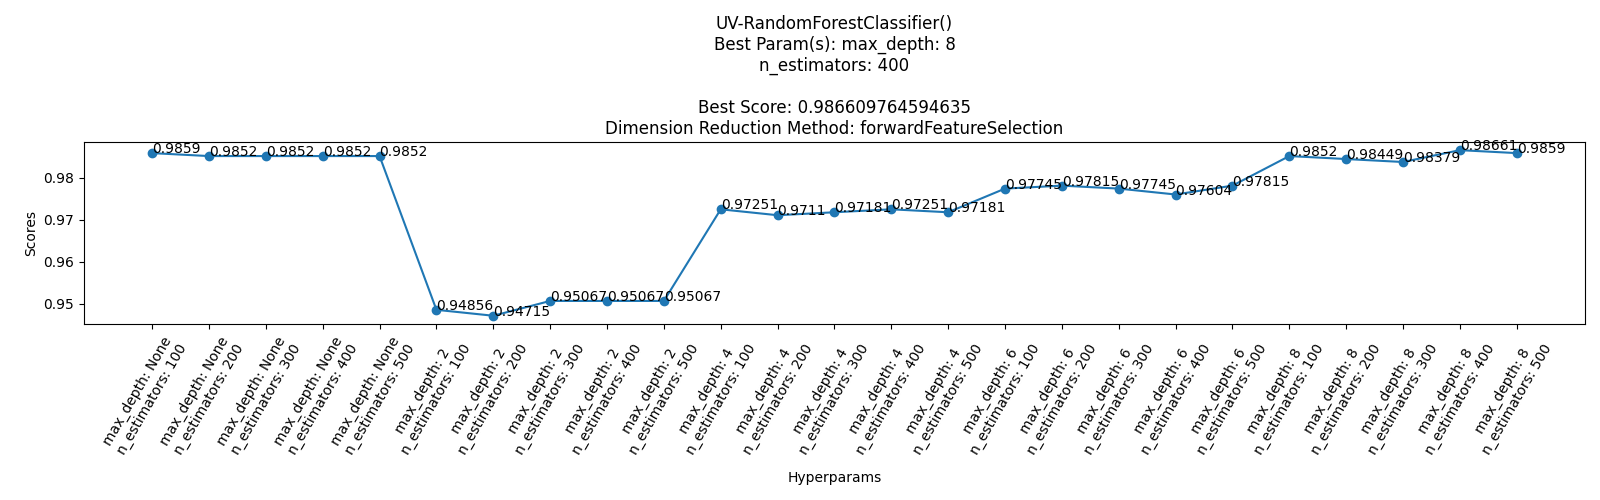 UV-RandomForestClassifier()
Best Param(s): max_depth: 8
n_estimators: 400
Best Score: 0.986609764594635
Dimension Reduction Method: forwardFeatureSelection
Scores
0.98
0.97
0.96
0.95
0.9859
0.9852
0.9852
0.9852
0.9852
0.94856
0.94715
0.95067
0.95067
0.95067
0.97251
0.9711
0.97181
0.97251
0.97181
0.97745
0.97815
0.97745
0.97604
0.97815
0.9852
0.98449
0.98379
0.98661
0.9859
max_depth: None
n_estimators: 100
max_depth: None
n_estimators: 200
max_depth: None
n_estimators: 300
max_depth: None
n_estimators: 400
max_depth: None
n_estimators: 500
max_depth: 2
n_estimators: 100
max_depth: 2
n_estimators: 200
max_depth: 2
n_estimators: 300
max_depth: 2
n_estimators: 400
max_depth: 2
n_estimators: 500
max_depth: 4
n_estimators: 100
max_depth: 4
n_estimators: 200
max_depth: 4
n_estimators: 300
max_depth: 4
n_estimators: 400
max_depth: 4
n_estimators: 500
max_depth: 6
n_estimators: 100
max_depth: 6
n_estimators: 200
max_depth: 6
n_estimators: 300
max_depth: 6
n_estimators: 400
max_depth: 6
n_estimators: 500
max_depth: 8
n_estimators: 100
max_depth: 8
n_estimators: 200
max_depth: 8
n_estimators: 300
max_depth: 8
n_estimators: 400
max_depth: 8
n_estimators: 500
Hyperparams